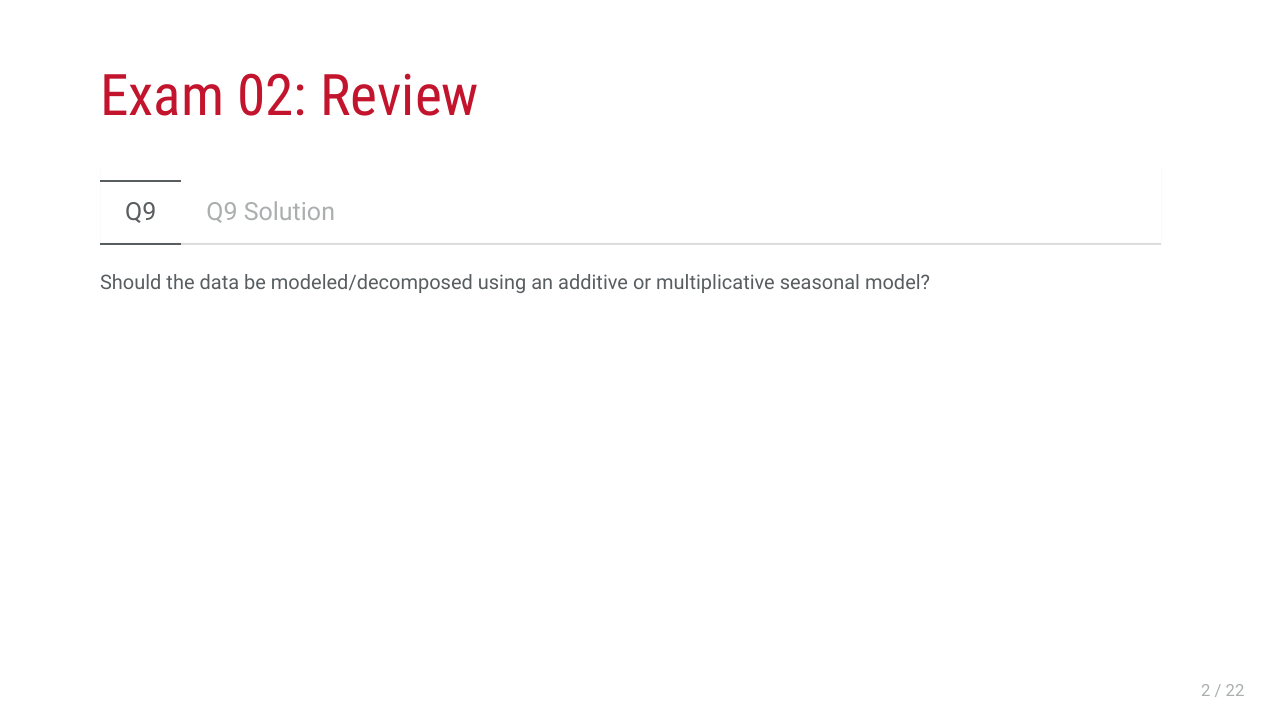 Exam 02: Review
Q9 Q9 Solution
Should the data be modeled/decomposed using an additive or multiplicative seasonal model?
2 / 22